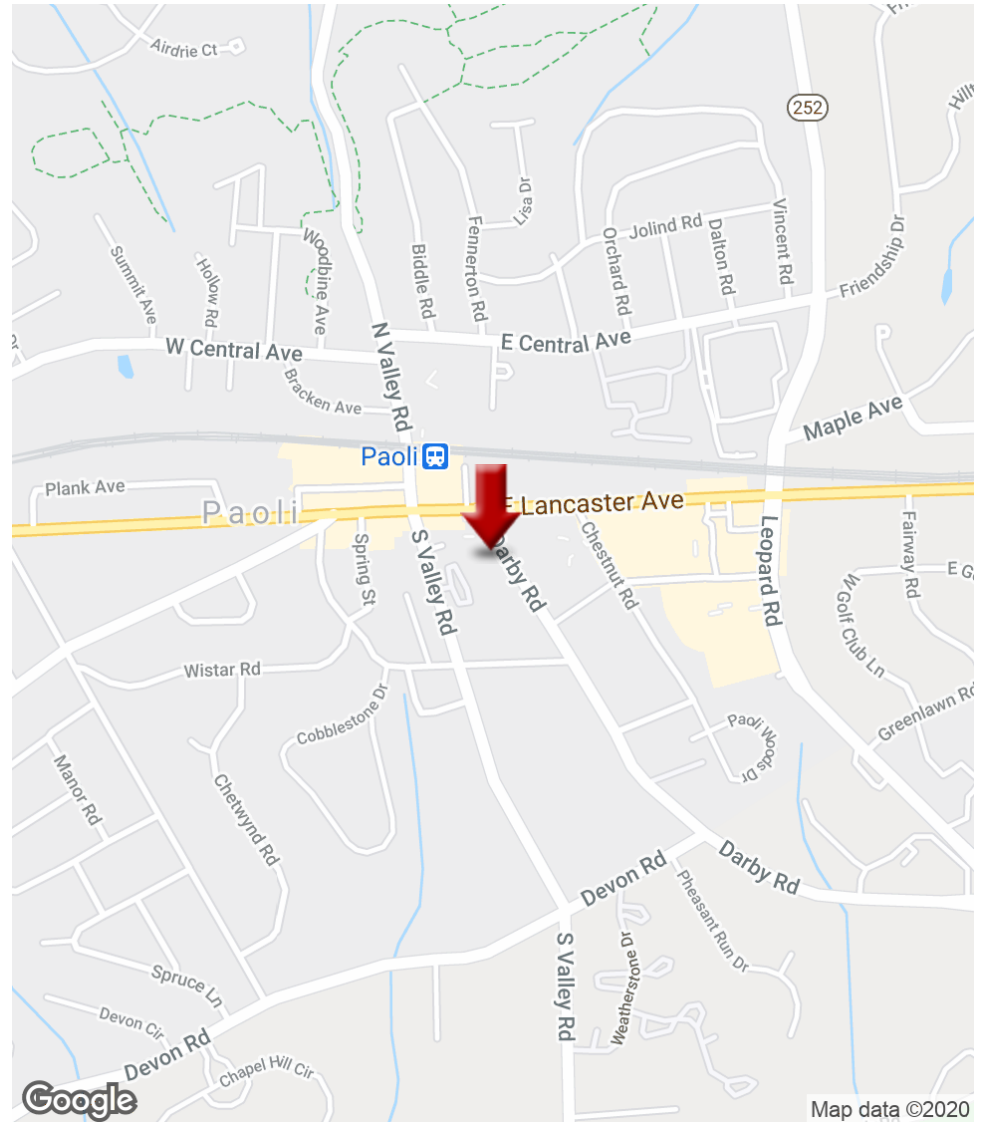 Airdrie Ct
252
Lisa Dr
Jolind Rd
Vincent Rd
Dalton Rd
Orchard Rd
Fennerton Rd
Biddle Rd
Friendship Dr
Woodbine Ave
Summit Ave
Hollow Rd
N Valley Rd
E Central Ave
W Central Ave
Bracken Ave
Maple Ave
Paoli
Plank Ave
Paoli
Lancaster Ave
Chestnut Rd
Leopard Rd
Fairway Rd
Spring St
S Valley Rd
Darby Rd
W Golf Club Ln
Wistar Rd
Cobblestone Dr
Greenlawn Rd
Paoli Woods Dr
Manor Rd
Chetwynd Rd
Devon Rd
Darby Rd
Pheasant Run Dr
Weatherstone Dr
S Valley Rd
Spruce Ln
Devon Cir
Devon Rd
Chapel Hill Cir
Google
Map data ©2020